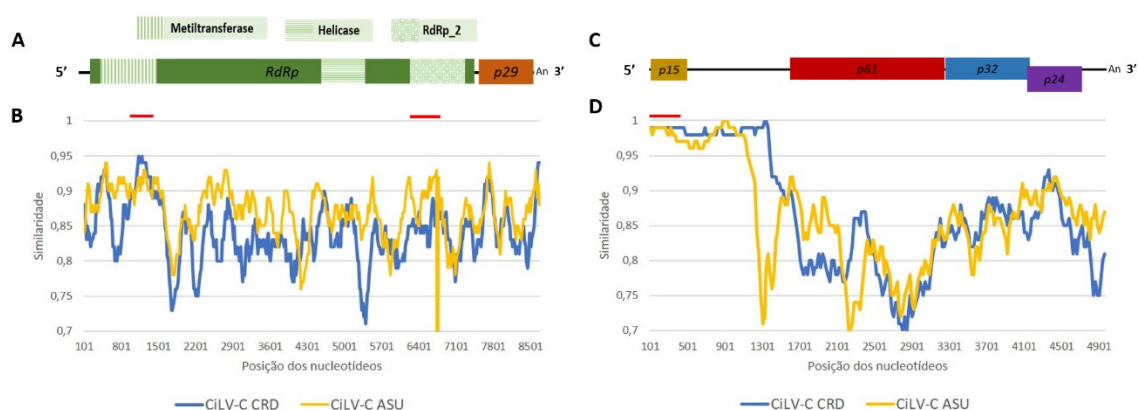 Metiltransferase Helicase RdRp_2
A
5’ RdRp p29 An 3’
B
1
0,95
0,9
0,85
0,8
0,75
0,7
Similaridade
101 801 1501 2201 2901 3601 4301 5001 5701 6401 7101 7801 8501
Posição dos nucleotídeos
CiLV-C CRD CiLV-C ASU
C
5’ p15 p61 p32 p24 An 3’
D
1
0,95
0,9
0,85
0,8
0,75
0,7
Similaridade
101 501 901 1301 1701 2101 2501 2901 3301 3701 4101 4501 4901
Posição dos nucleotídeos
CiLV-C CRD CiLV-C ASU